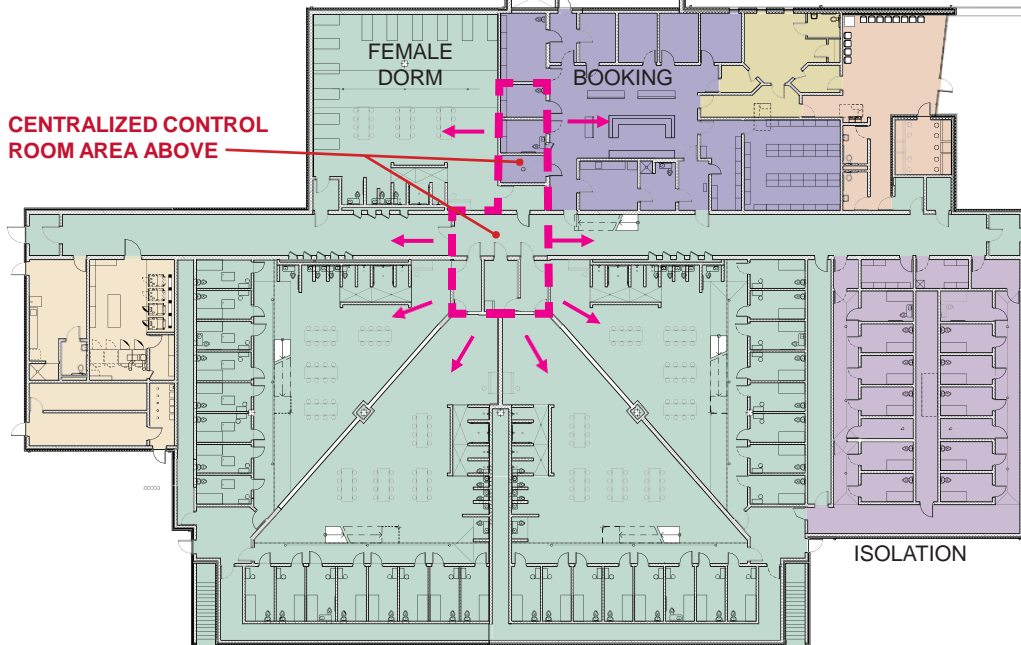 FEMALE
DORM
BOOKING
CENTRALIZED CONTROL
ROOM AREA ABOVE
ISOLATION